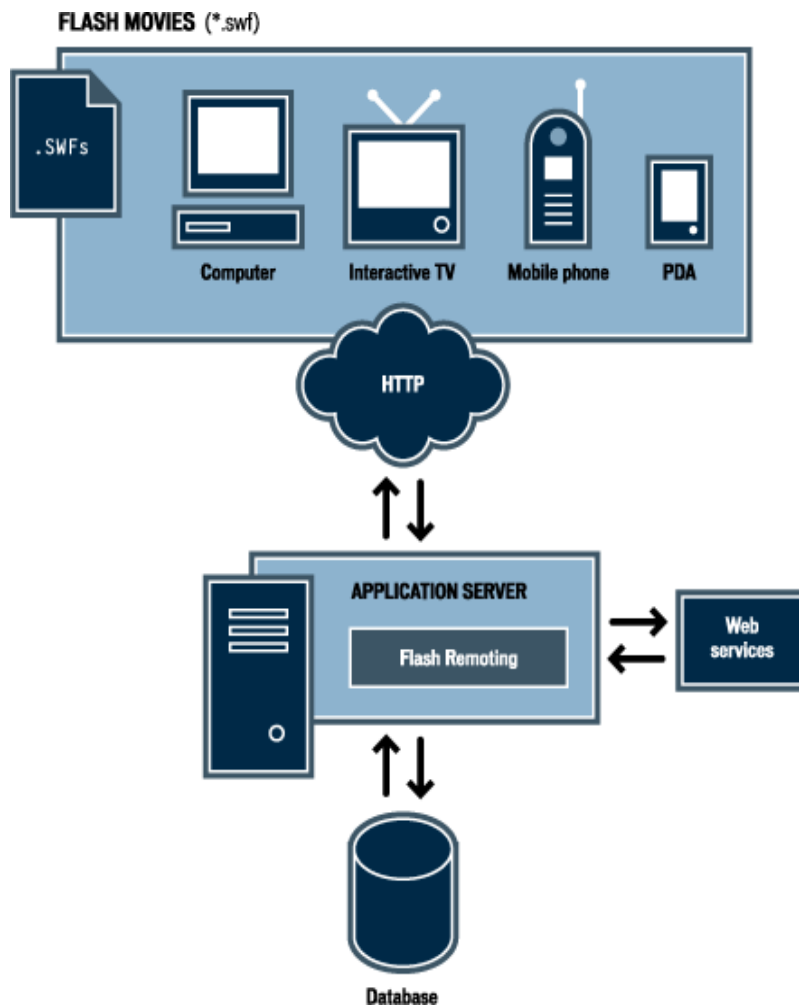 FLASH MOVIES (*.swf)
.SWFs
Computer
Interactive TV
Mobile phone
PDA
HTTP
APPLICATION SERVER
Flash Remoting
Web
services
Database